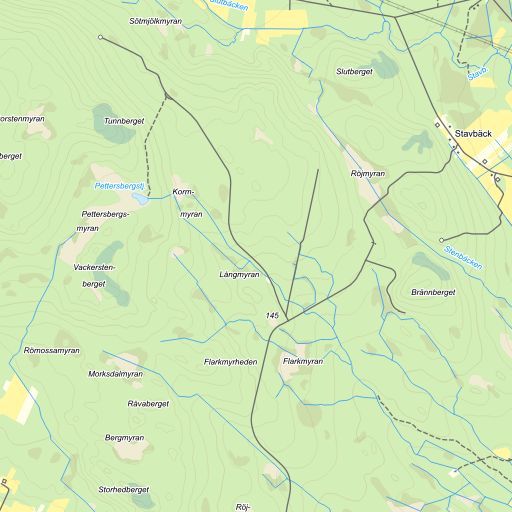 Slutbäcken
Sötmjölkmyran
Slutberget
Stavb
orstenmyran
Tunnberget
Stavbäck
berget
Röjmyran
Pettersbergstj
Korm-
myran
Pettersbergs-
myran
Stenbäcken
Vackersten-
berget
Långmyran
Brännberget
145
Römossamyran
Flarkmyrheden
Flarkmyran
Morksdalmyran
Råvaberget
Bergmyran
Storhedberget
Röj-